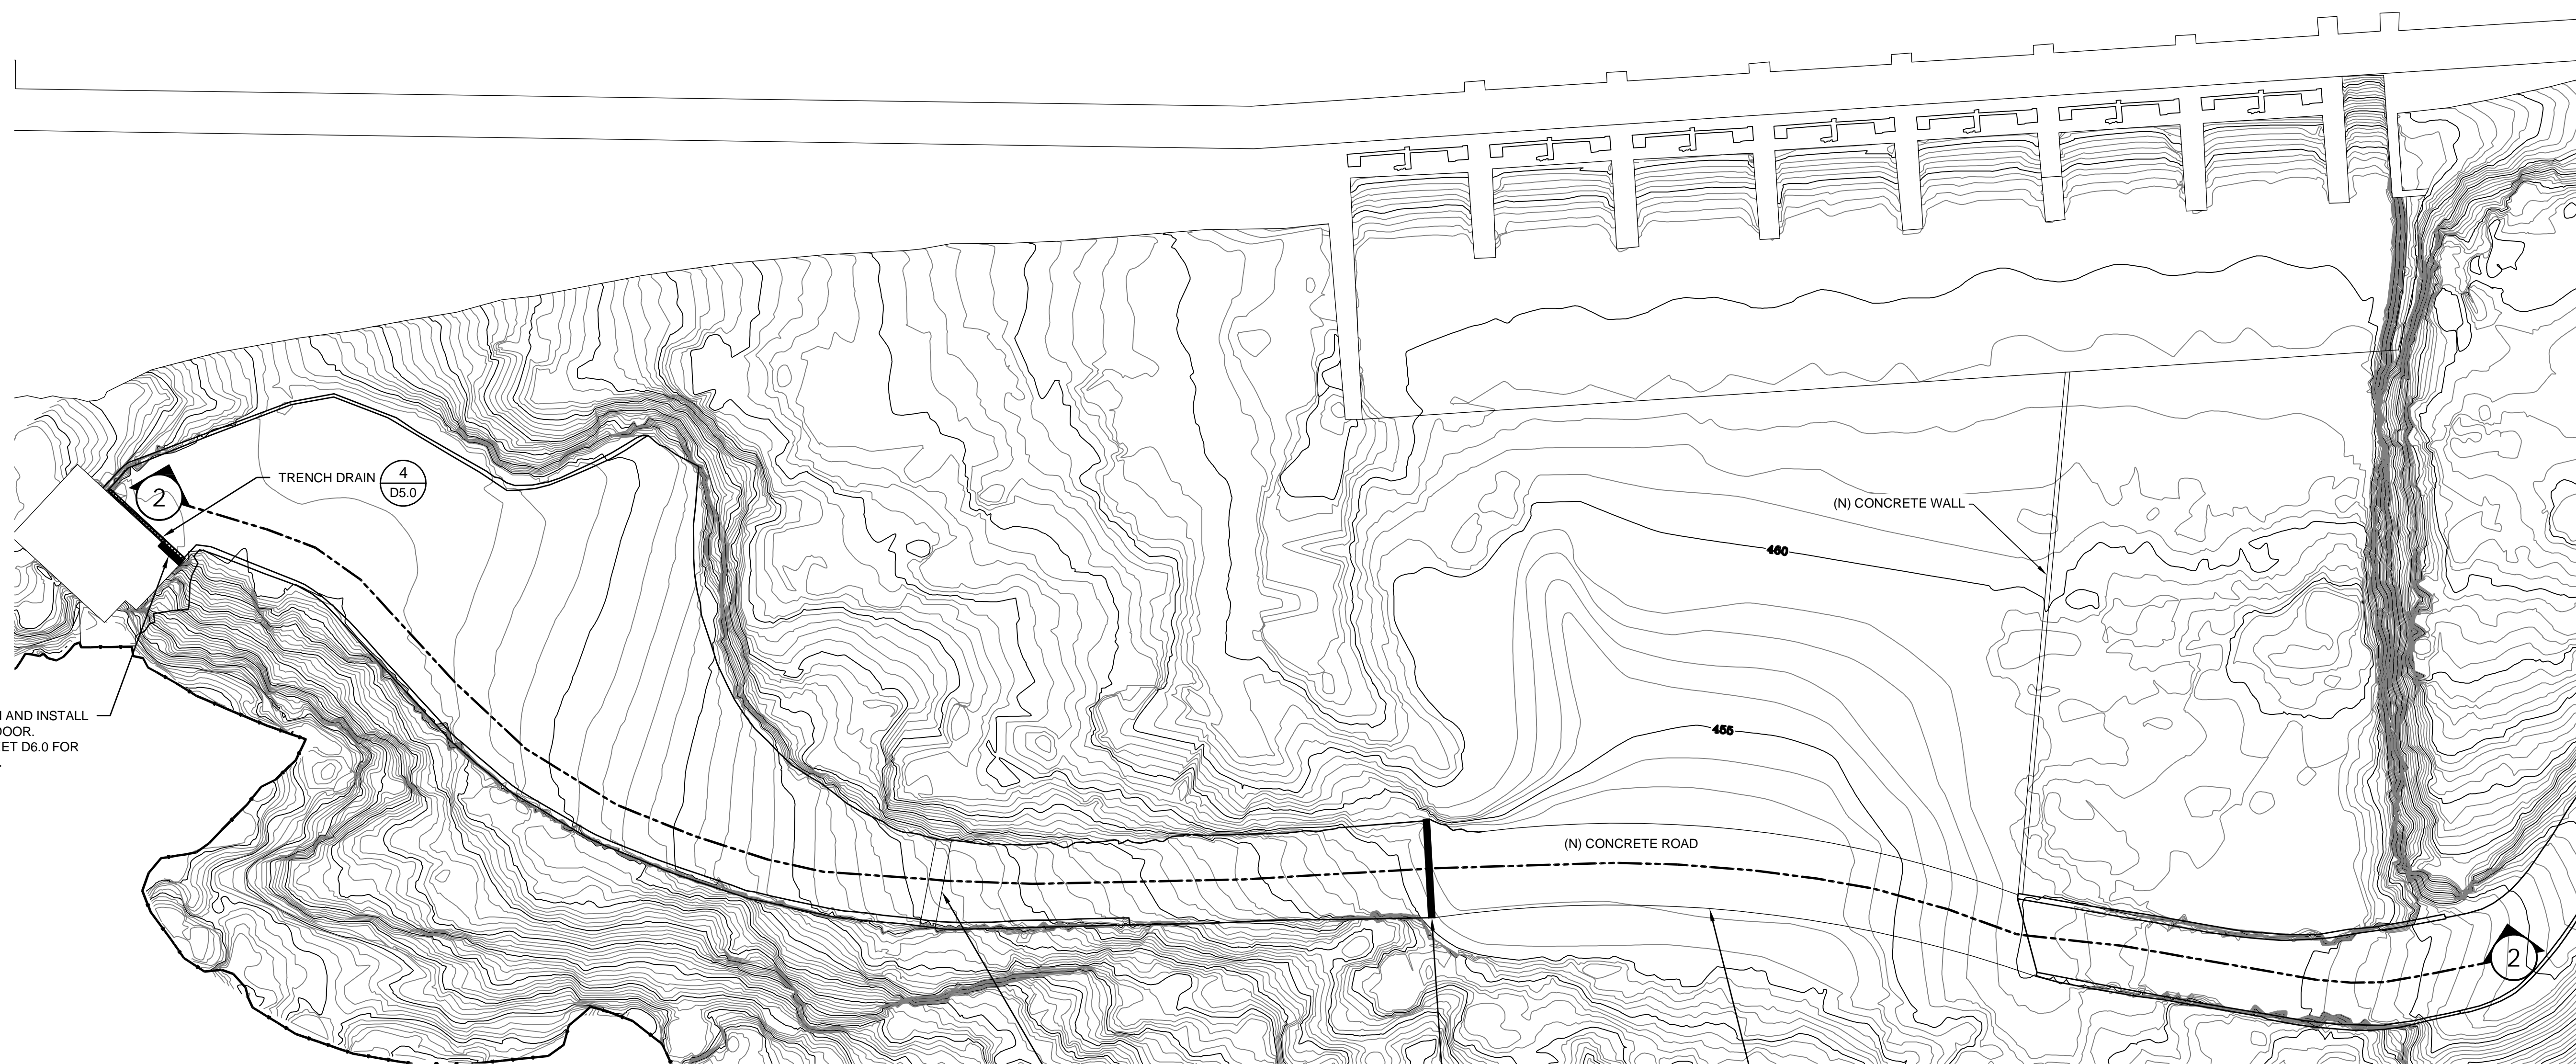 TRENCH DRAIN
4
D5.0
2
(N) CONCRETE WALL
460
AND INSTALL
ET D6.0 FOR
455
(N) CONCRETE ROAD
2